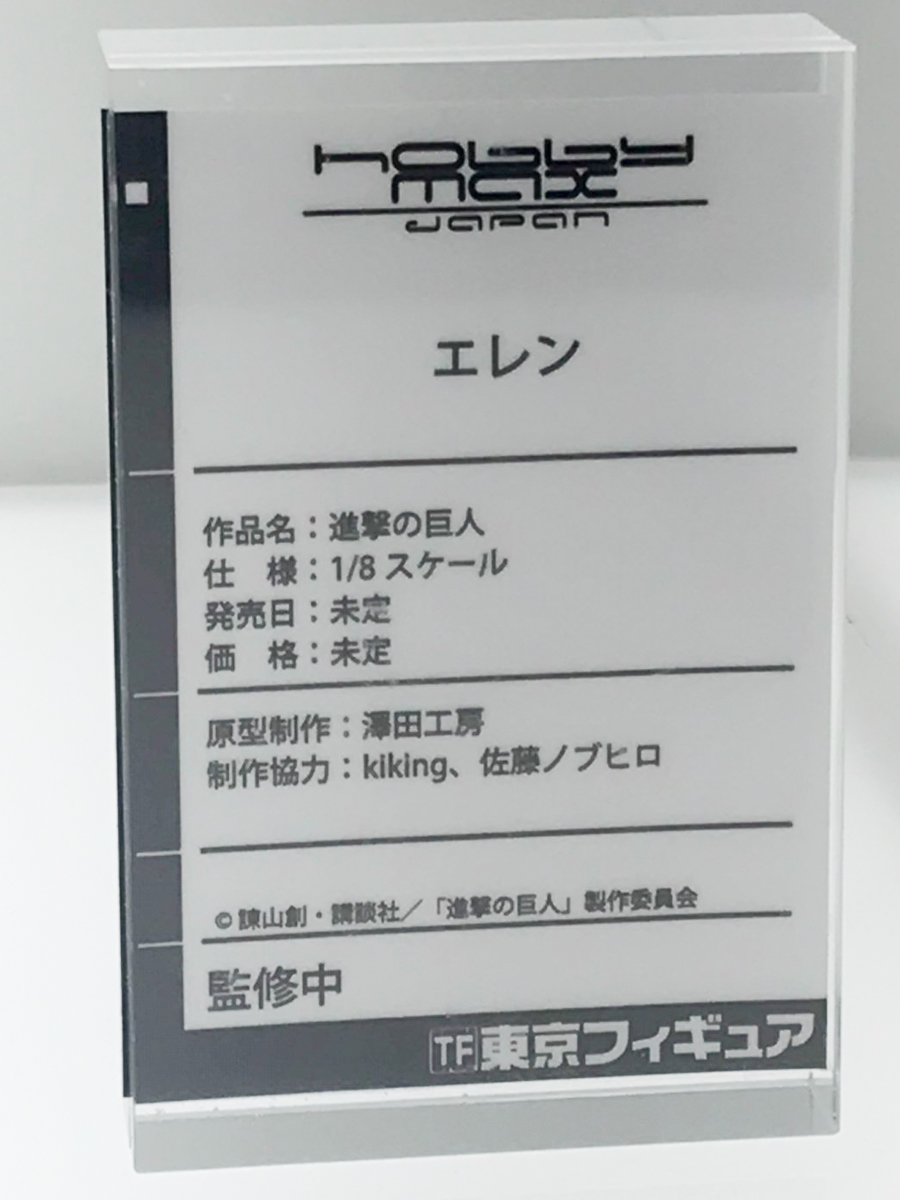 hobby
max
japan
エレン
作品名：進撃の巨人
仕　様：1/8 スケール
発売日：未定
価　格：未定
原型制作：澤田工房
制作協力：kiking、佐藤ノブヒロ
©諫山創・講談社／「進撃の巨人」製作委員会
監修中
TF東京フィギュア